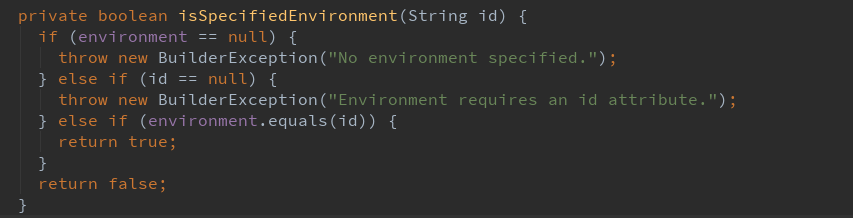 private boolean isSpecifiedEnvironment(String id) {
  if (environment == null) {
    throw new BuilderException("No environment specified.");
  } else if (id == null) {
    throw new BuilderException("Environment requires an id attribute.");
  } else if (environment.equals(id)) {
    return true;
  }
  return false;
}